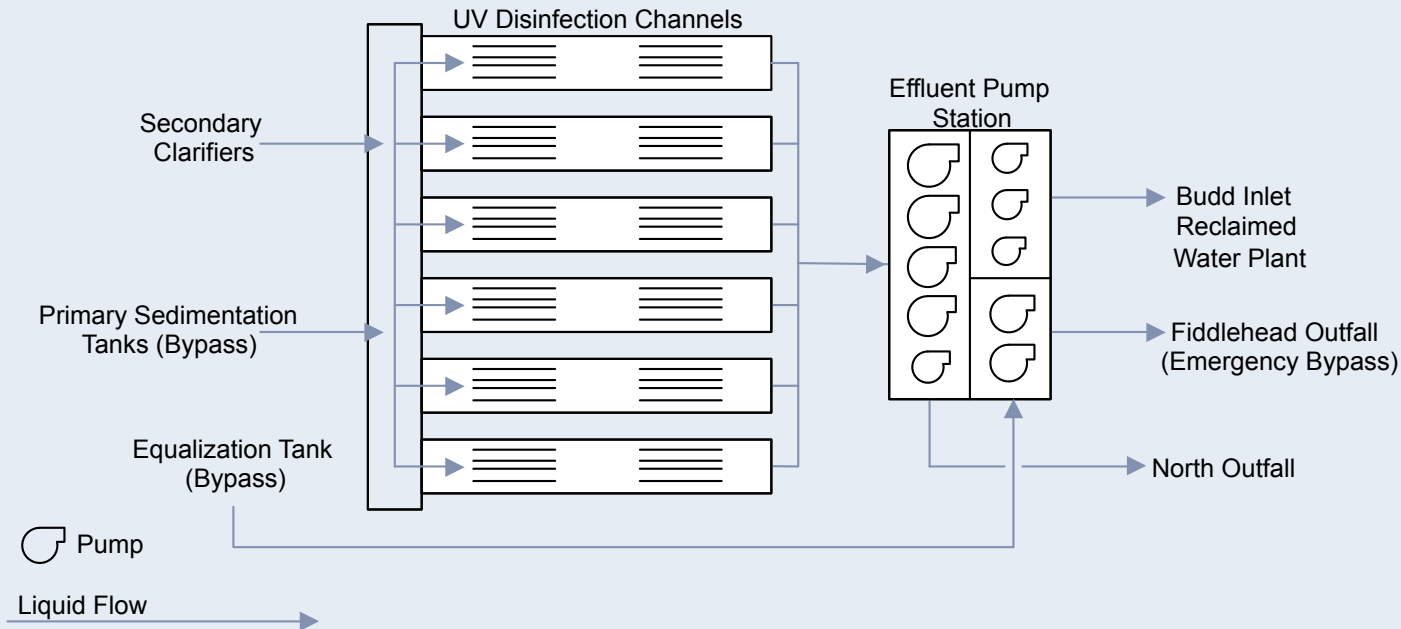 UV Disinfection Channels
Secondary
Clarifiers
Primary Sedimentation
Tanks (Bypass)
Equalization Tank
(Bypass)
Effluent Pump
Station
Budd Inlet
Reclaimed
Water Plant
Fiddlehead Outfall
(Emergency Bypass)
North Outfall
Pump
Liquid Flow